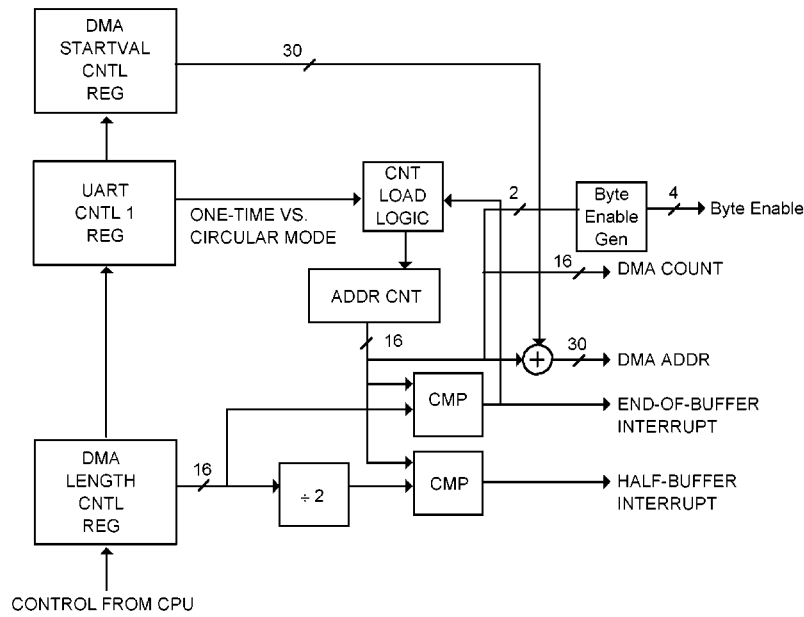 DMA
STARTVAL
CNTL
REG
30
UART
CNTL 1
REG
ONE-TIME VS.
CIRCULAR MODE
CNT
LOAD
LOGIC
2
Byte
Enable
Gen
4
Byte Enable
16
DMA COUNT
ADDR CNT
16
+
30
DMA ADDR
CMP
END-OF-BUFFER
INTERRUPT
DMA
LENGTH
CNTL
REG
16
÷ 2
CMP
HALF-BUFFER
INTERRUPT
CONTROL FROM CPU